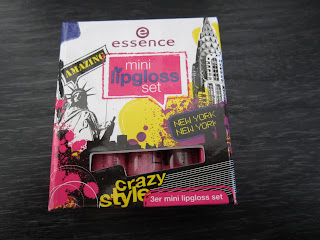 essence
AMAZING
mini
lipgloss
set
NEW YORK
NEW YORK
crazy
style
3er mini lipgloss set